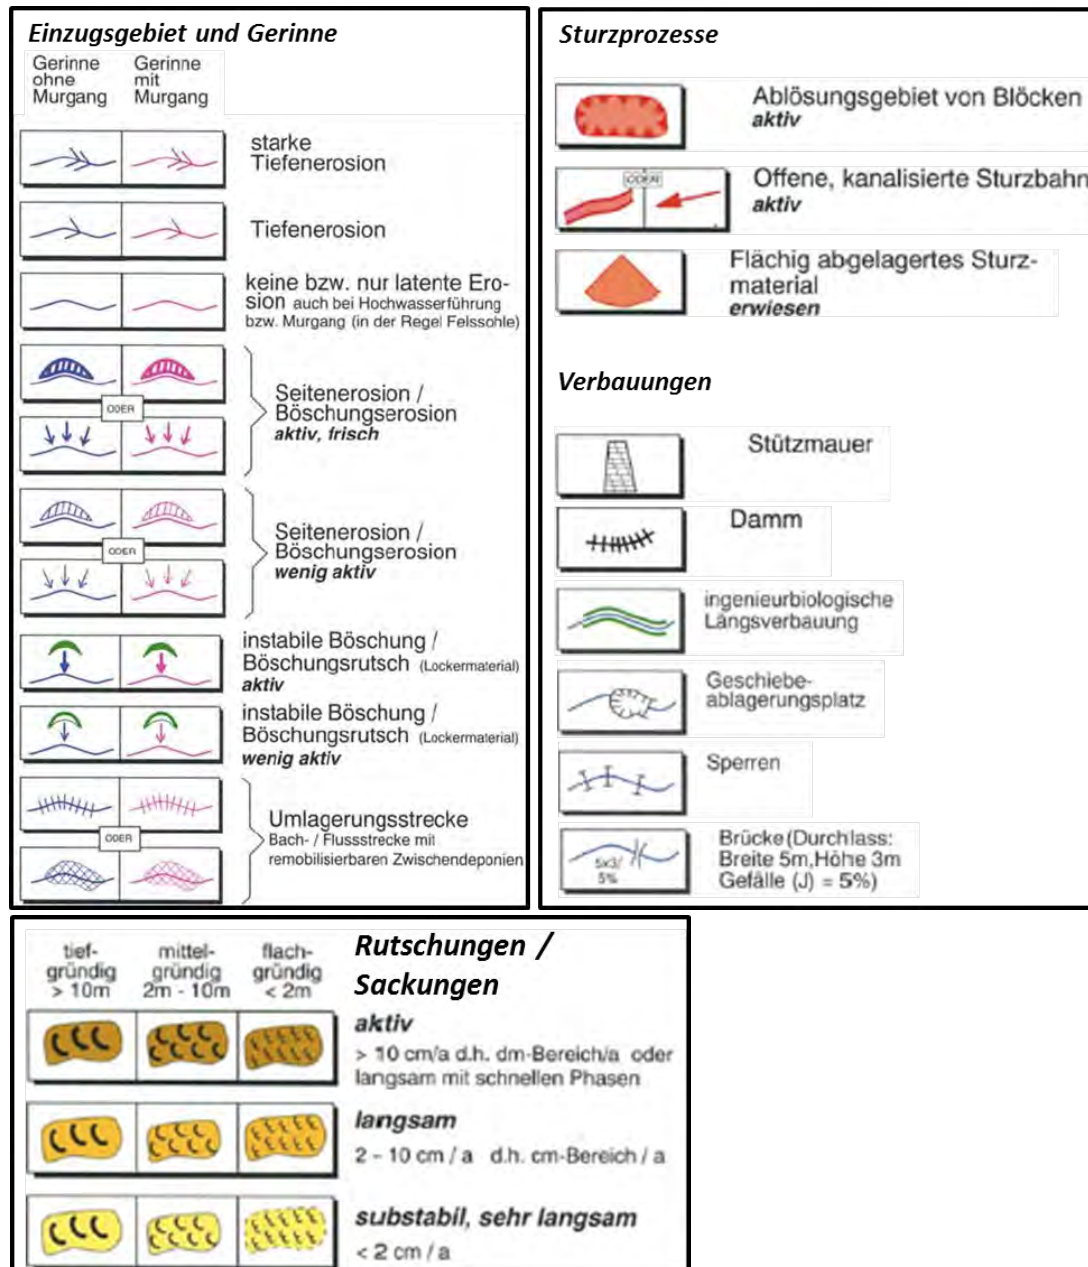 Einzugsgebiet und Gerinne
Gerinne ohne Murgang
Gerinne mit Murgang
starke
Tiefenerosion
Tiefenerosion
keine bzw. nur latente Ero-
sion auch bei Hochwasserführung
bzw. Murgang (in der Regel Felssohle)
ODER
Seitenerosion /
Böschungserosion
aktiv, frisch
ODER
Seitenerosion /
Böschungserosion
wenig aktiv
instabile Böschung /
Böschungsrutsch (Lockermaterial)
aktiv
instabile Böschung /
Böschungsrutsch (Lockermaterial)
wenig aktiv
ODER
Umlagerungsstrecke
Bach- / Flussstrecke mit
remobilisierbaren Zwischendeponien
Sturzprozesse
Ablösungsgebiet von Blöcken
aktiv
ODER
Offene, kanalisierte Sturzbahn
aktiv
Flächig abgelagertes Sturz-
material
erwiesen
Verbauungen
Stützmauer
Damm
ingenieurbiologische
Längsverbauung
Geschiebe-
ablagerungsplatz
Sperren
5x3/
5%
Brücke (Durchlass:
Breite 5m, Höhe 3m
Gefälle (J) = 5%)
tief-
gründig
> 10m
mittel-
gründig
2m - 10m
flach-
gründig
< 2m
Rutschungen /
Sackungen
aktiv
> 10 cm/a d.h. dm-Bereich/a oder
langsam mit schnellen Phasen
langsam
2 - 10 cm / a d.h. cm-Bereich / a
substabil, sehr langsam
< 2 cm / a